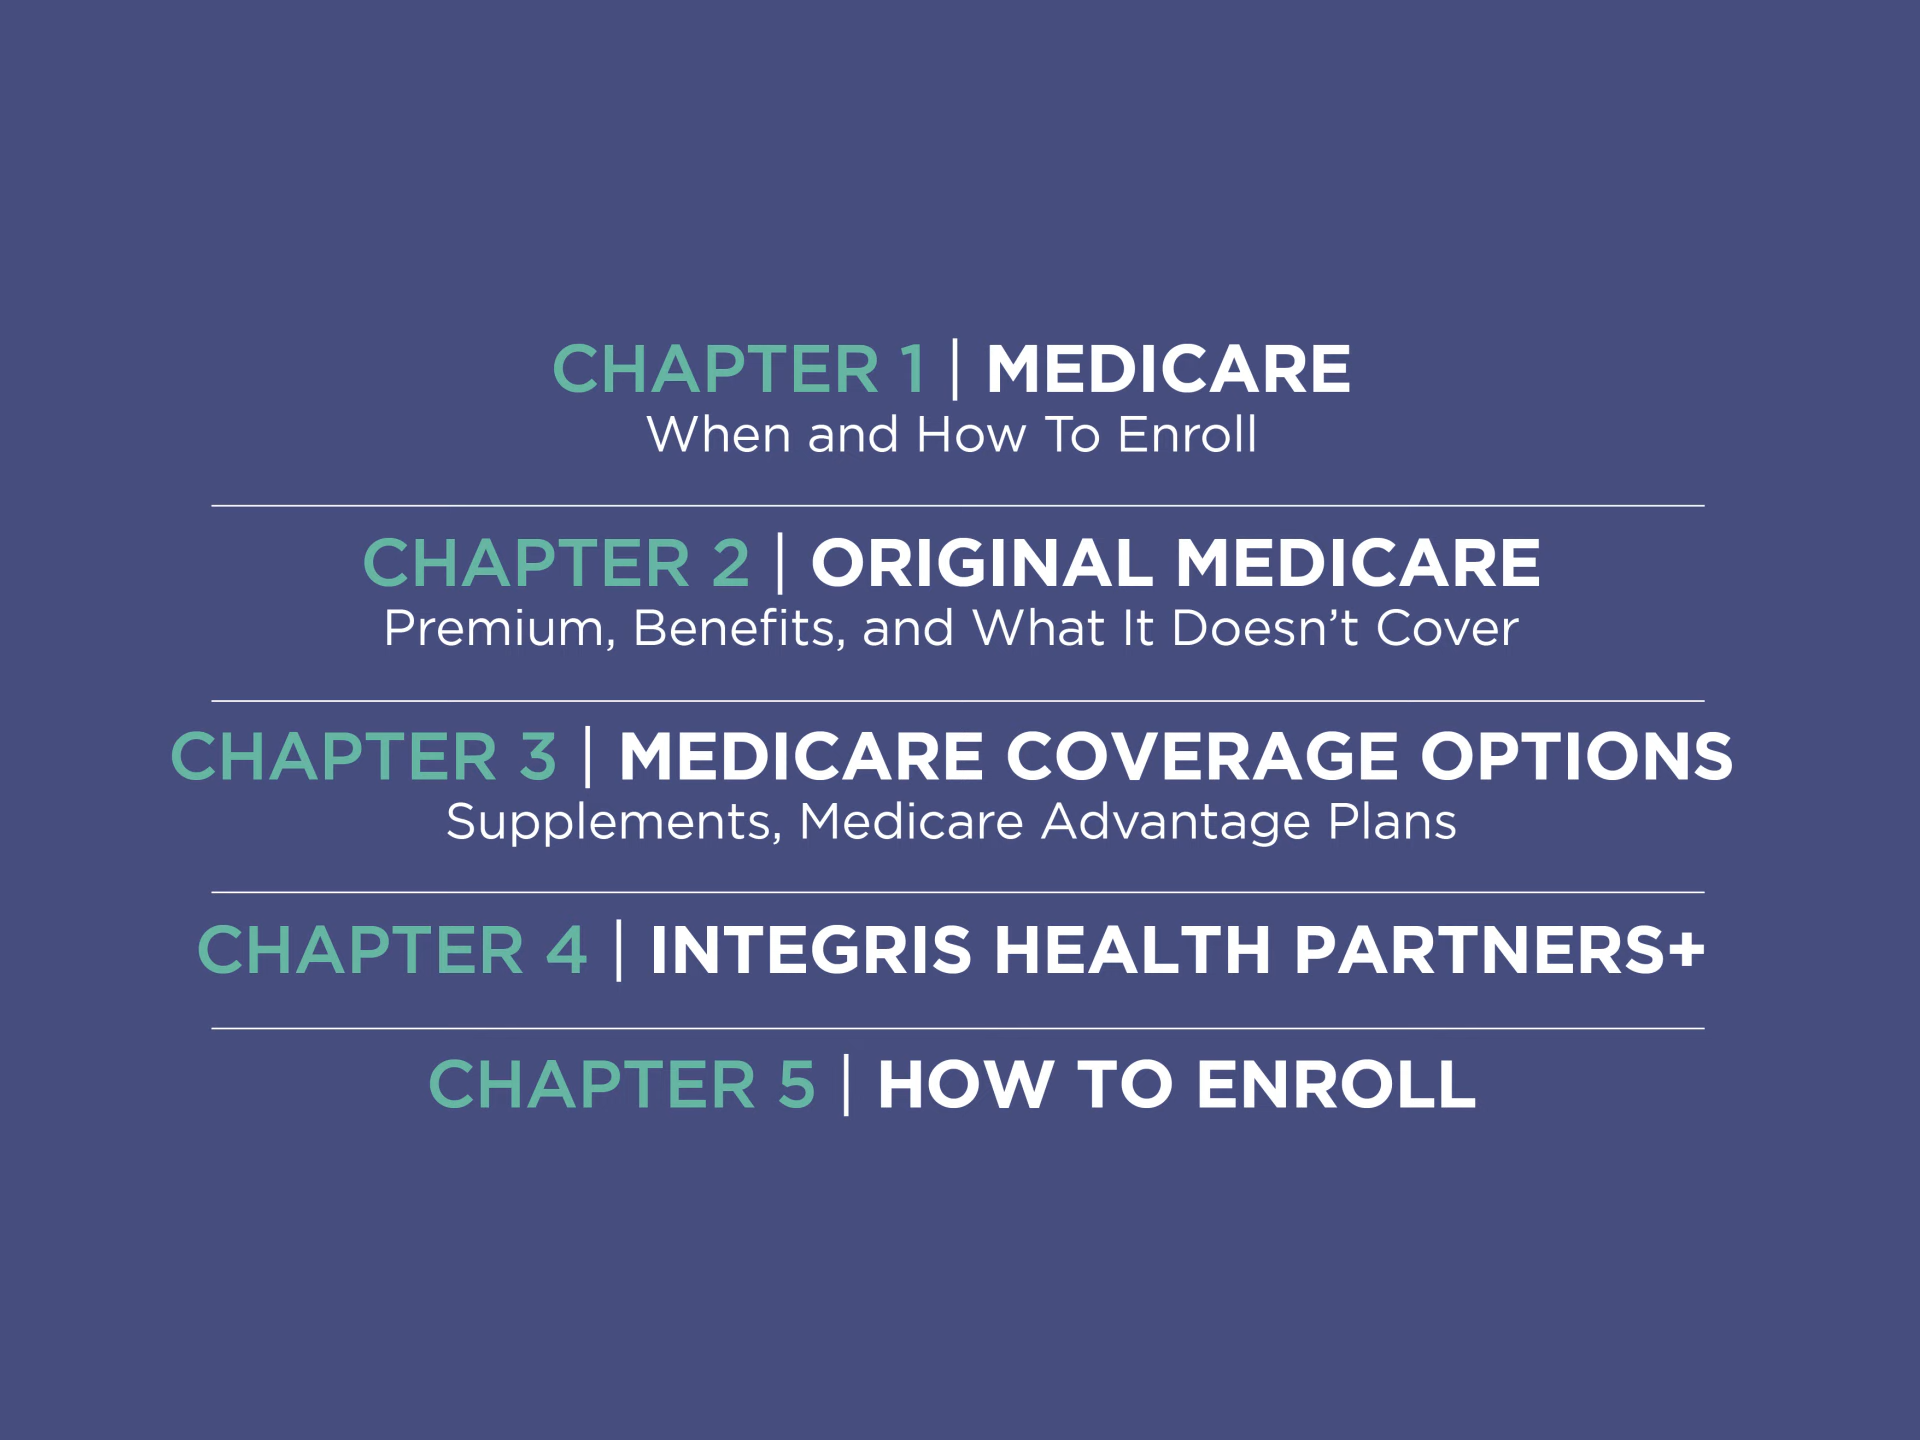 CHAPTER 1 | MEDICARE
When and How To Enroll
CHAPTER 2 | ORIGINAL MEDICARE
Premium, Benefits, and What It Doesn’t Cover
CHAPTER 3 | MEDICARE COVERAGE OPTIONS
Supplements, Medicare Advantage Plans
CHAPTER 4 | INTEGRIS HEALTH PARTNERS+
CHAPTER 5 | HOW TO ENROLL